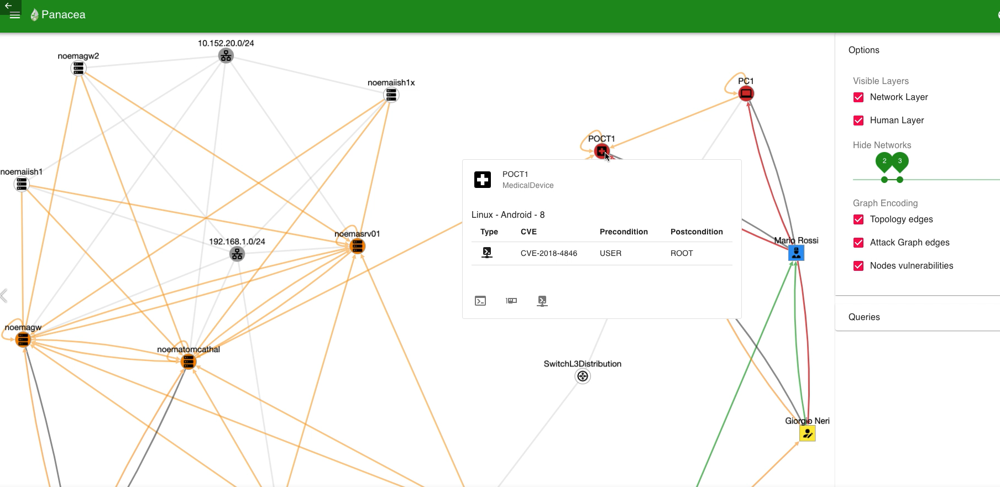 Panacea
10.152.20.0/24
noemagw2
noemaiish1x
PC1
POCT1
noemaiish1
noemasrv01
192.168.1.0/24
Mario Rossi
noemagw
noematomcathal
SwitchL3Distribution
Giorgio Neri
POCT1
MedicalDevice
Linux - Android - 8
Type CVE Precondition Postcondition
CVE-2018-4846 USER ROOT
Options
Visible Layers
Network Layer
Human Layer
Hide Networks
2 3
Graph Encoding
Topology edges
Attack Graph edges
Nodes vulnerabilities
Queries